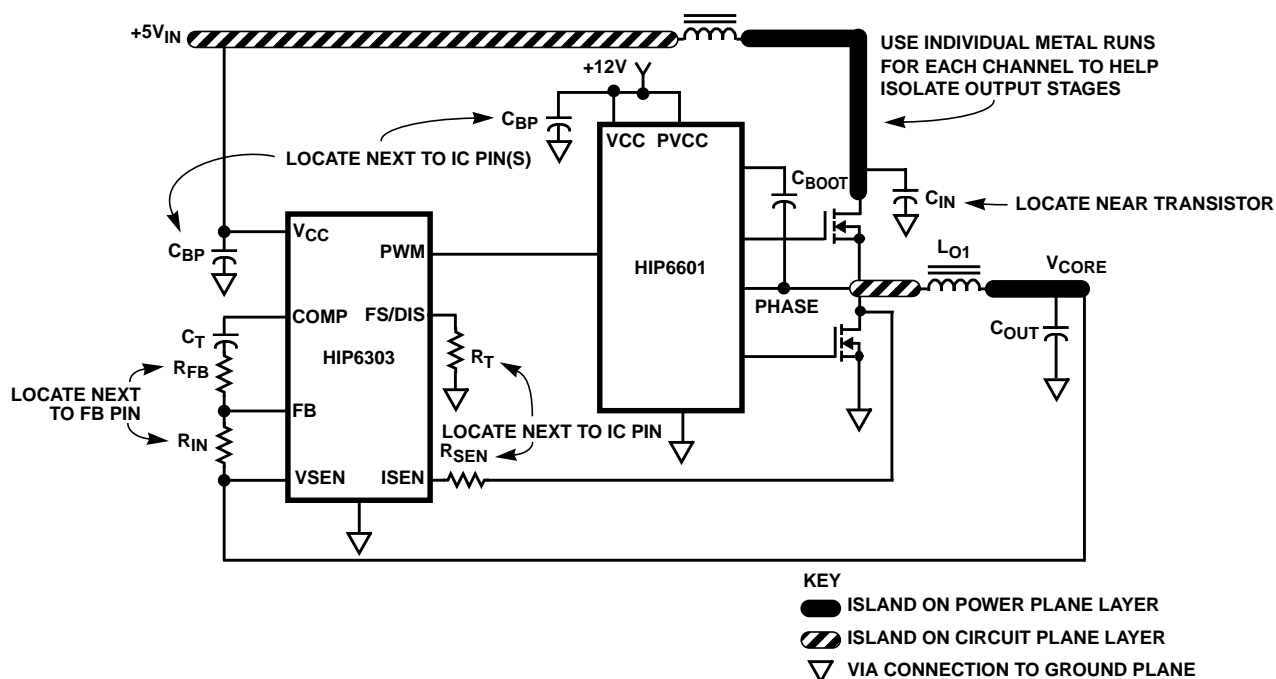 +5VIN
USE INDIVIDUAL METAL RUNS
FOR EACH CHANNEL TO HELP
ISOLATE OUTPUT STAGES
+12V
CBP
VCC PVCC
LOCATE NEXT TO IC PIN(S)
CBOOT
CIN
LOCATE NEAR TRANSISTOR
VCC
CBP
PWM
HIP6601
LO1
VCORE
PHASE
COMP
FS/DIS
CT
HIP6303
RT
COUT
RFB
LOCATE NEXT
TO FB PIN
FB
RIN
LOCATE NEXT TO IC PIN
RSEN
VSEN
ISEN
KEY
ISLAND ON POWER PLANE LAYER
ISLAND ON CIRCUIT PLANE LAYER
VIA CONNECTION TO GROUND PLANE